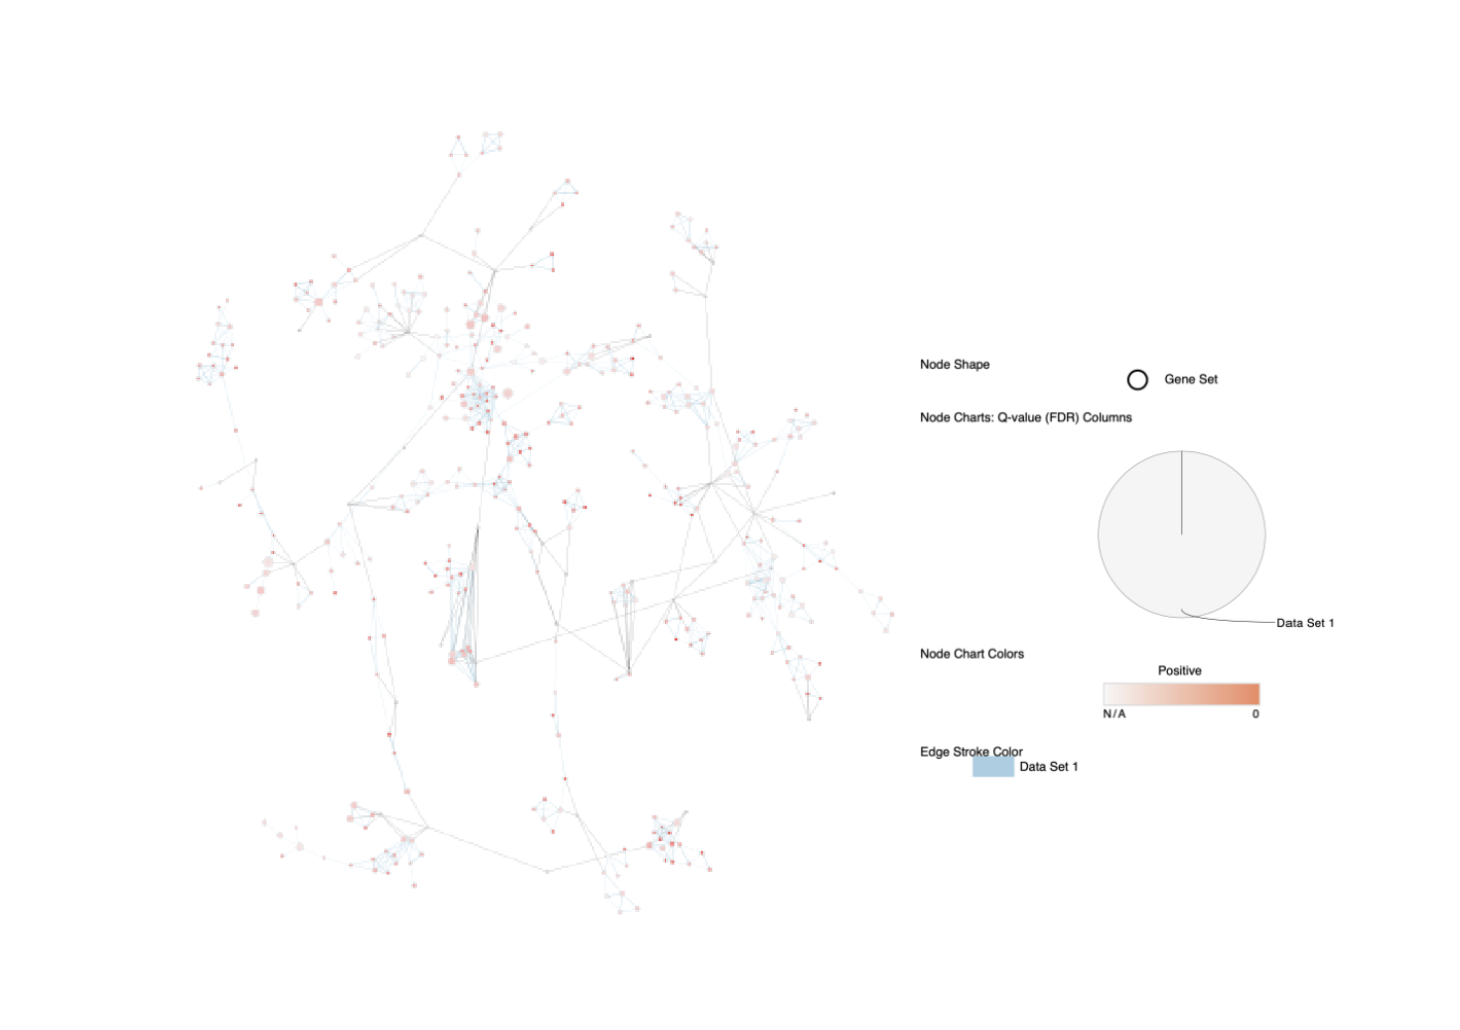 Node Shape
Gene Set
Node Charts: Q-value (FDR) Columns
Data Set 1
Node Chart Colors
Positive
N/A
0
Edge Stroke Color
Data Set 1